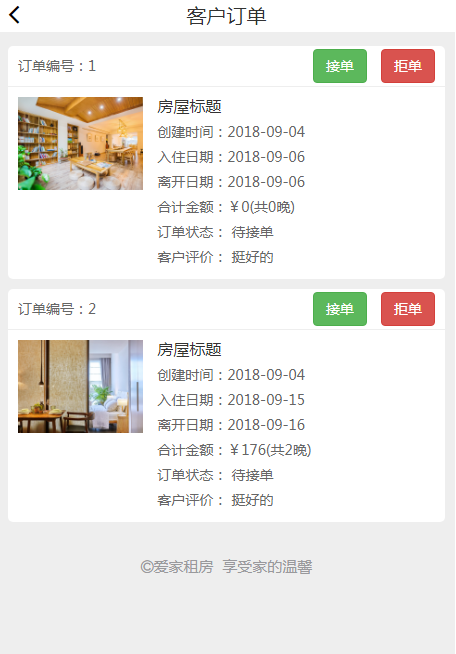 客户订单
订单编号：1
接单
拒单
房屋标题
创建时间：2018-09-04
入住日期：2018-09-06
离开日期：2018-09-06
合计金额：￥0(共0晚)
订单状态： 待接单
客户评价： 挺好的
订单编号：2
接单
拒单
房屋标题
创建时间：2018-09-04
入住日期：2018-09-15
离开日期：2018-09-16
合计金额：￥176(共2晚)
订单状态： 待接单
客户评价： 挺好的
©爱家租房 享受家的温馨